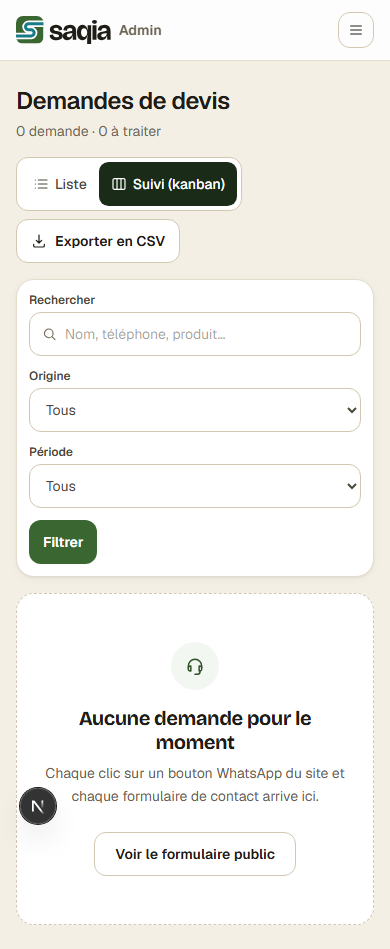 saqia Admin
Demandes de devis
0 demande · 0 à traiter
Liste Suivi (kanban)
Exporter en CSV
Rechercher
Nom, téléphone, produit...
Origine
Tous
Période
Tous
Filtrer
Aucune demande pour le
moment
Chaque clic sur un bouton WhatsApp du site et
chaque formulaire de contact arrive ici.
N
Voir le formulaire public